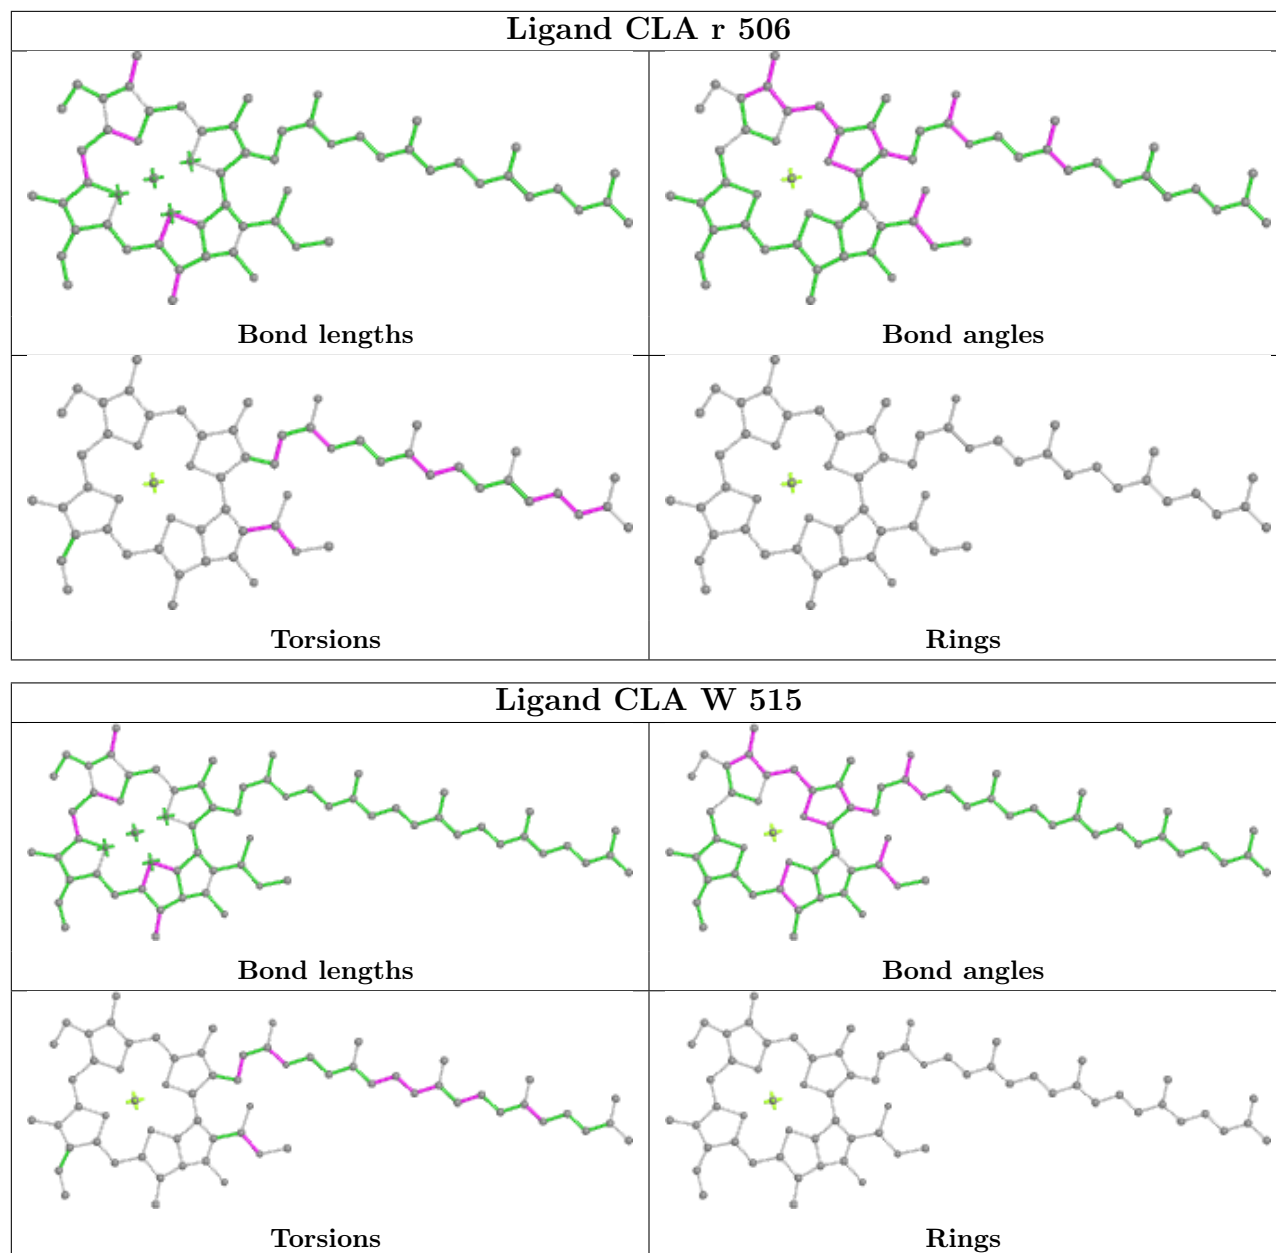 Ligand CLA r 506
Bond lengths
Bond angles
Torsions
Rings
Ligand CLA W 515
Bond lengths
Bond angles
Torsions
Rings